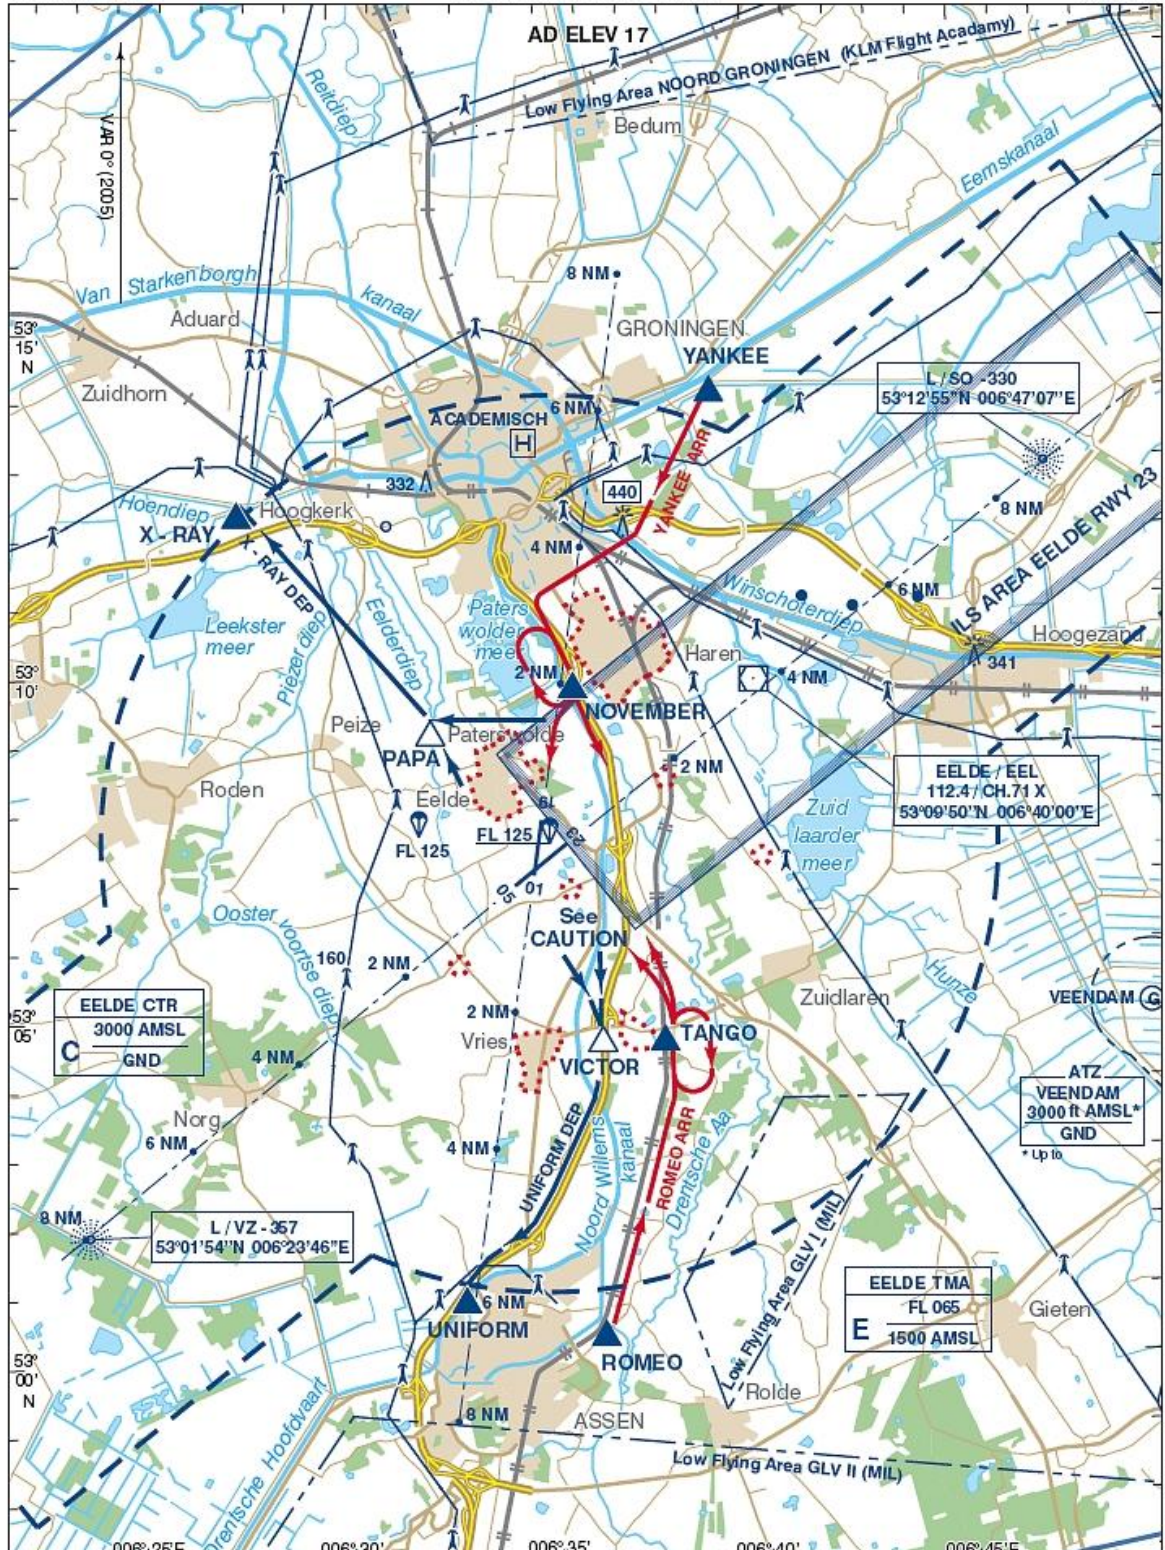 AD ELEV 17
Low Flying Area NOORD GRONINGEN (KLM Flight Acadamy)
Reitdiep
Bedum
VAR 0° (2005)
Eemskanaal
Van Starkenborgh
kanaal
8 NM
Aduard
53°
15'
N
GRONINGEN
YANKEE
Zuidhorn
L / SO - 330
53°12'55"N 006°47'07"E
ACADEMISCH
H
6 NM
332
440
YANKEE ARR
Hoendiep
Hoogkerk
X - RAY
8 NM
4 NM
ILS AREA EELDE RWY 23
X - RAY DEP
Winschoterdiep
6 NM
Leekster
meer
Piezer diep
Eelderdiep
Paters
wolder
mee
Haren
Hoogezand
341
53°
10'
2 NM
4 NM
NOVEMBER
Peize
Paterswolde
PAPA
2 NM
EELDE / EEL
112.4 / CH.71 X
53°09'50"N 006°40'00"E
Roden
Eelde
19
Zuid
laarder
meer
FL 125
FL 125
23
05
01
Ooster voortse diep
See
CAUTION
160
2 NM
Hunze
EELDE CTR
3000 AMSL
C
GND
Zuidlaren
VEENDAM G
53°
05'
2 NM
Vries
TANGO
VICTOR
4 NM
ATZ
VEENDAM
3000 ft AMSL*
GND
* Up to
Norg
6 NM
4 NM
UNIFORM DEP
Noord Willems
kanaal
ROMEO ARR
Drentsche Aa
8 NM
L / VZ - 357
53°01'54"N 006°23'46"E
Low Flying Area GLV I (MIL)
EELDE TMA
FL 065
E
1500 AMSL
6 NM
UNIFORM
Gieten
ROMEO
53°
00'
N
Rolde
8 NM
ASSEN
Drentsche Hoofdvaart
Low Flying Area GLV II (MIL)
006°25'E
006°30'
006°35'
006°40'
006°45'E